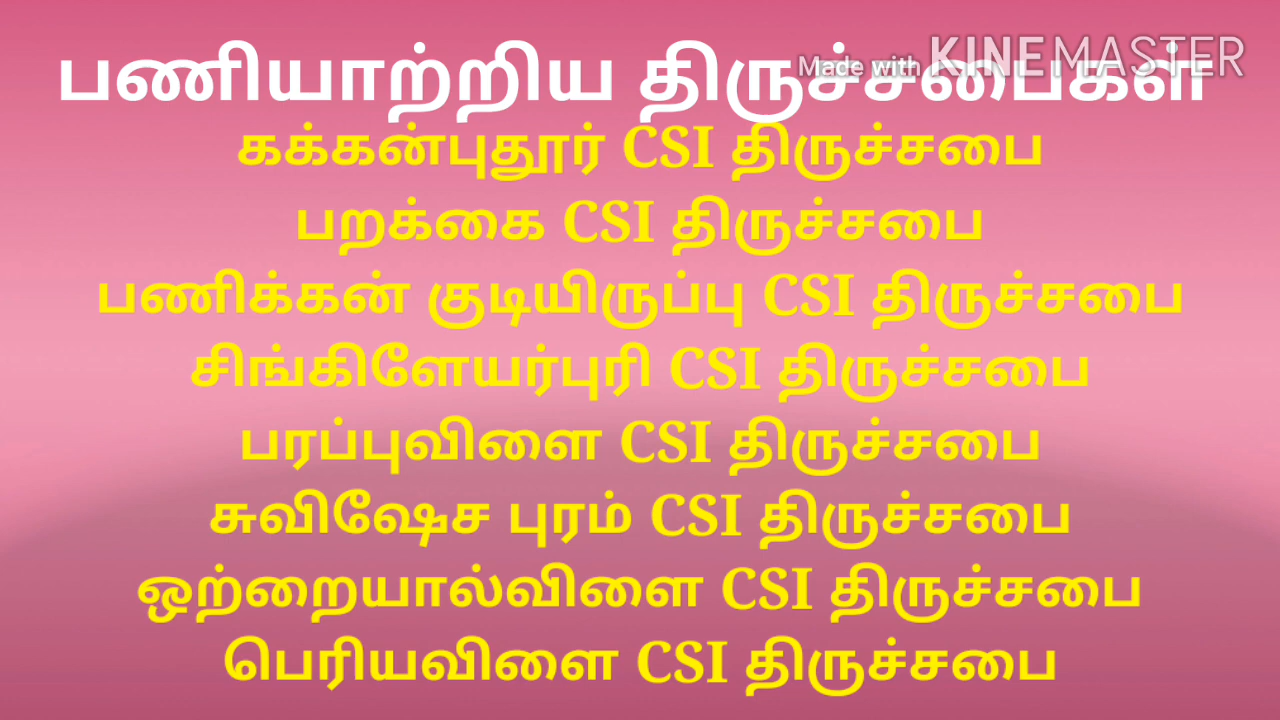 பணியாற்றிய திருச்சபைகள்
Made with KINEMASTER
கக்கன்புதூர் CSI திருச்சபை
பறக்கை CSI திருச்சபை
பணிக்கன் குடியிருப்பு CSI திருச்சபை
சிங்கிளேயர்புரி CSI திருச்சபை
பரப்புவிளை CSI திருச்சபை
சுவிஷேச புரம் CSI திருச்சபை
ஒற்றையால்விளை CSI திருச்சபை
பெரியவிளை CSI திருச்சபை